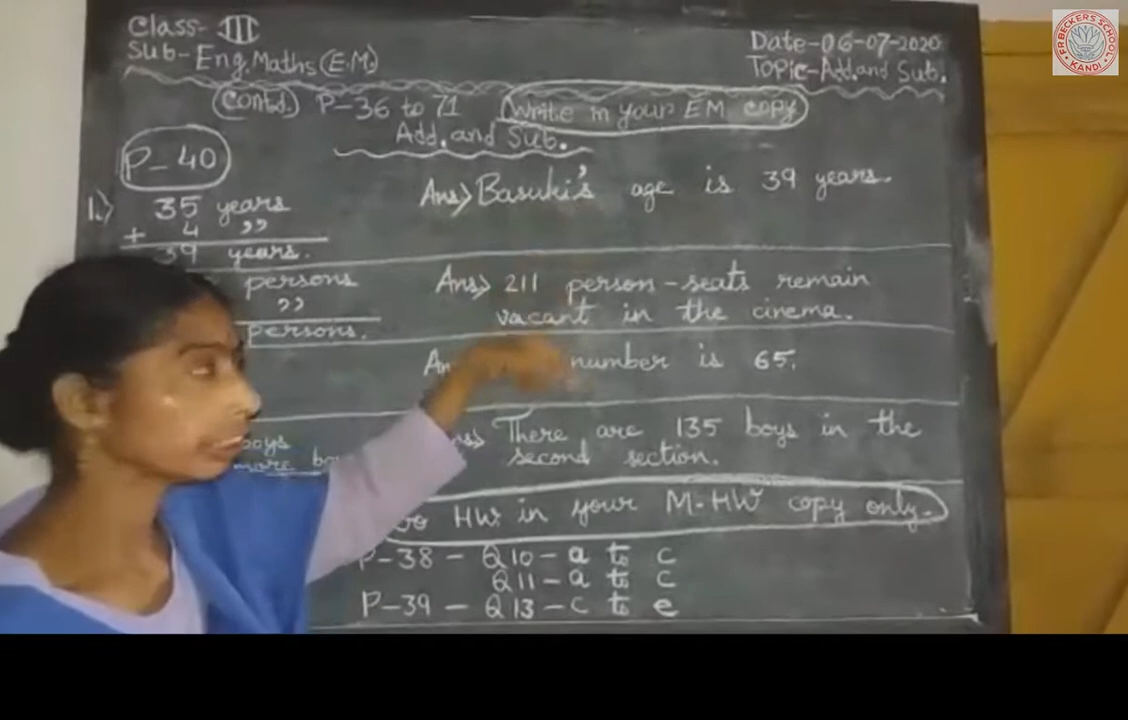 Class- III
Sub- Eng. Maths (E.M.)
Date-06-07-2020
Topic-Add. and Sub.
(Contd.) P-36 to 71 Write in your EM copy
Add. and Sub.
P-40
1.) 35 years
+ 4 ,,
39 years.
Ans> Basuki's age is 39 years.
persons
,,
persons.
Ans> 211 person-seats remain
vacant in the cinema.
number is 65.
boys
more
Ans> There are 135 boys in the
second section.
HW in your M.HW copy only.
P-38 - Q10-a to c
Q11-a to c
P-39 - Q13-c to e
FR BECKERS SCHOOL
KANDI